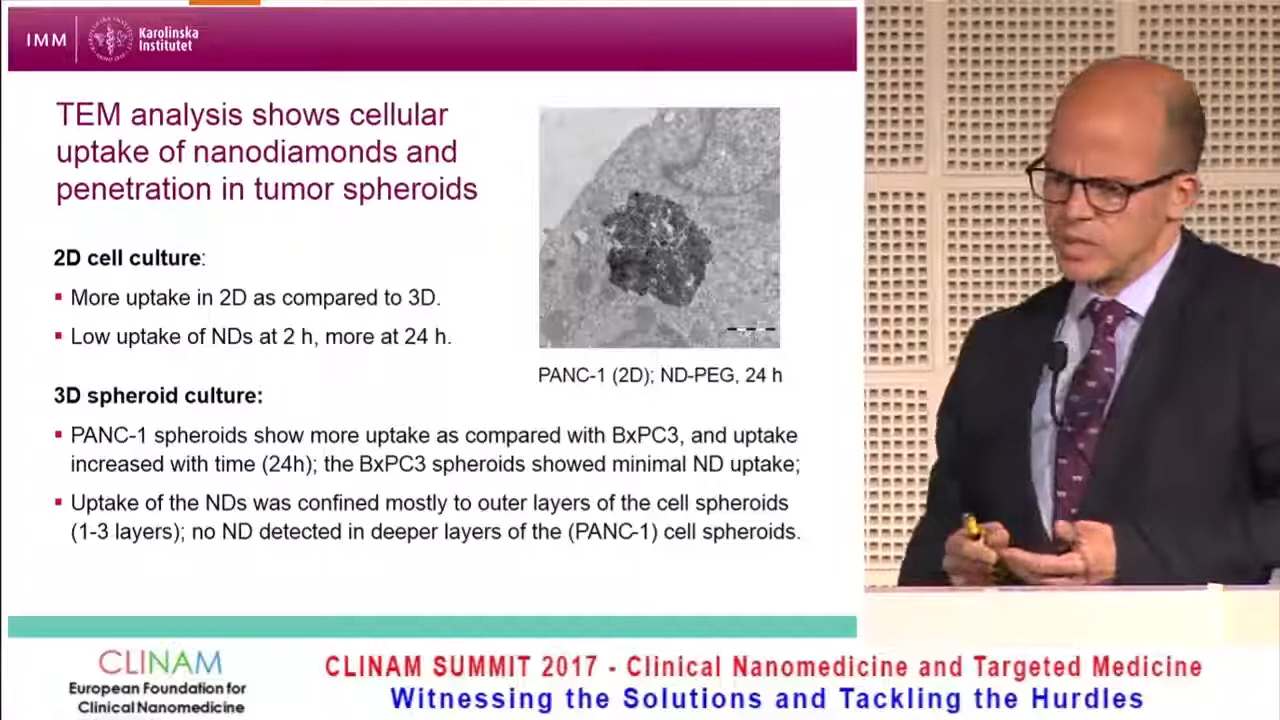 IMM
Karolinska
Institutet
TEM analysis shows cellular
uptake of nanodiamonds and
penetration in tumor spheroids
2D cell culture:
More uptake in 2D as compared to 3D.
Low uptake of NDs at 2 h, more at 24 h.
PANC-1 (2D); ND-PEG, 24 h
3D spheroid culture:
PANC-1 spheroids show more uptake as compared with BxPC3, and uptake
increased with time (24h); the BxPC3 spheroids showed minimal ND uptake;
Uptake of the NDs was confined mostly to outer layers of the cell spheroids
(1-3 layers); no ND detected in deeper layers of the (PANC-1) cell spheroids.
CLINAM
European Foundation for
Clinical Nanomedicine
CLINAM SUMMIT 2017 - Clinical Nanomedicine and Targeted Medicine
Witnessing the Solutions and Tackling the Hurdles